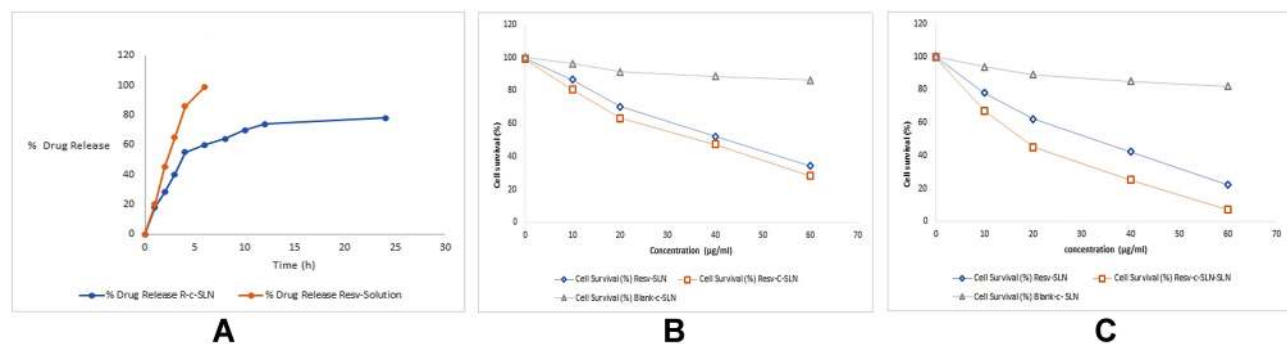 120
100
80
60
40
20
0
% Drug Release
0 5 10 15 20 25 30
Time (h)
% Drug Release R-c-SLN % Drug Release Resv-Solution
A
120
100
80
60
40
20
0
Cell survival (%)
0 10 20 30 40 50 60 70
Concentration (µg/ml)
Cell Survival (%) Resv-SLN Cell Survival (%) Resv-C-SLN
Cell Survival (%) Blank-c-SLN
B
120
100
80
60
40
20
0
Cell survival (%)
0 10 20 30 40 50 60 70
concentration (µg/ml)
Cell Survival (%) Resv-SLN Cell Survival (%) Resv-c-SLN-SLN
Cell Survival (%) Blank-c- SLN
C